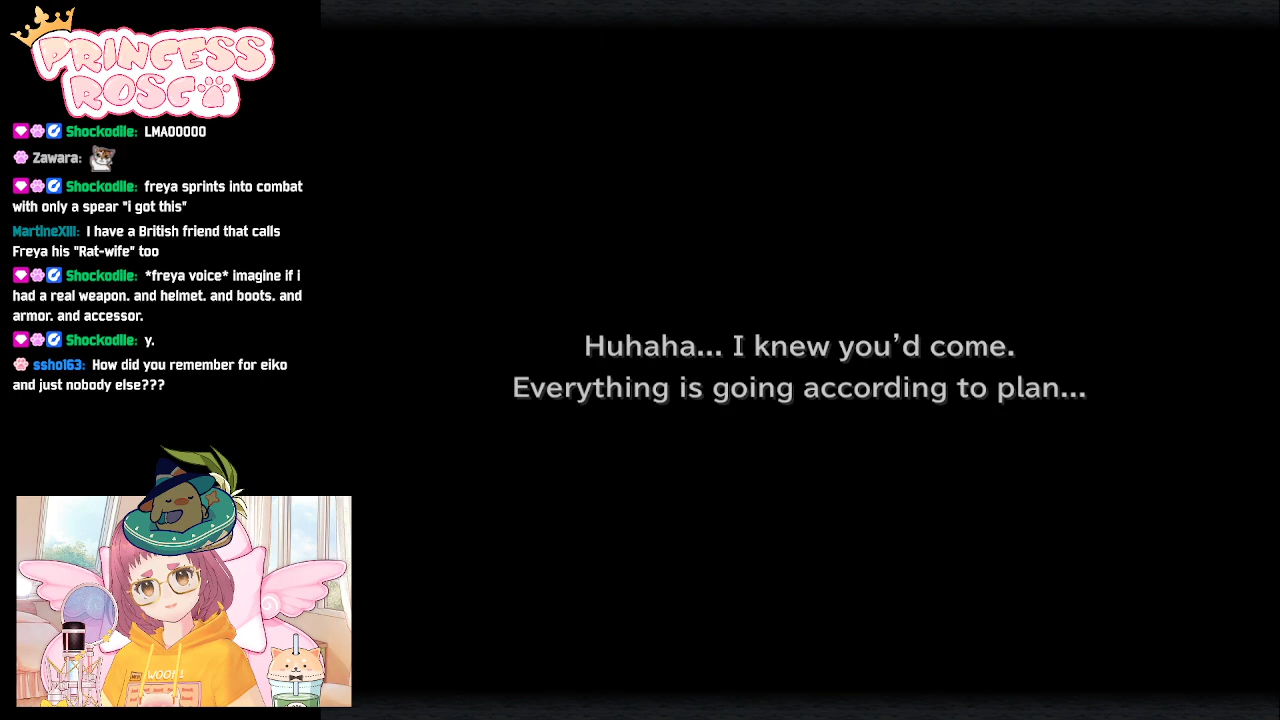 PRINCESS
ROSC
Shockodile: LMAOOOOO
Zawara:
Shockodile: freya sprints into combat
with only a spear "i got this"
MartineXIII: I have a British friend that calls
Freya his "Rat-wife" too
Shockodile: *freya voice* imagine if i
had a real weapon. and helmet. and boots. and
armor. and accessor.
Shockodile: y.
ssho163: How did you remember for eiko
and just nobody else???
Huhaha... I knew you'd come.
Everything is going according to plan...
WOOF!